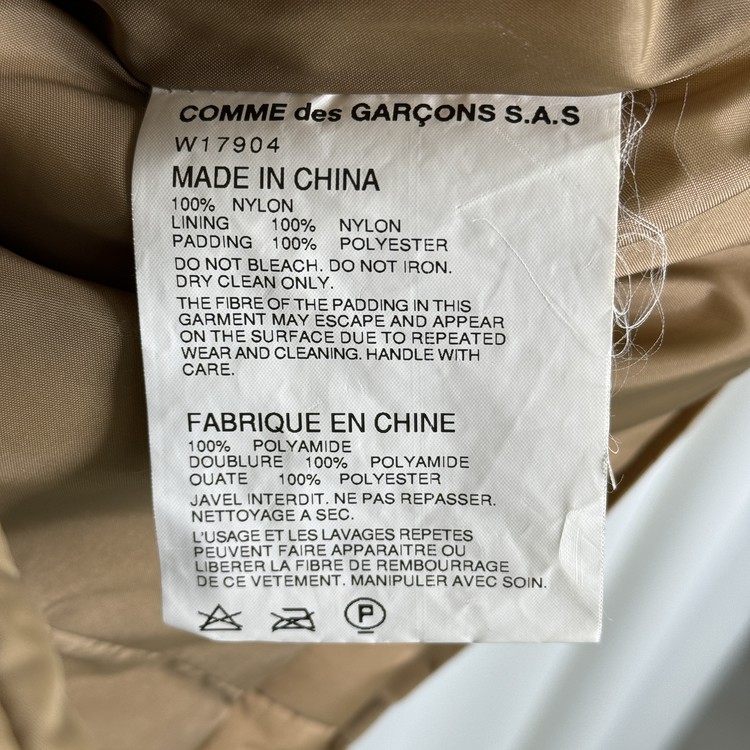 COMME des GARÇONS S.A.S
W17904
MADE IN CHINA
100% NYLON
LINING 100% NYLON
PADDING 100% POLYESTER
DO NOT BLEACH. DO NOT IRON.
DRY CLEAN ONLY.
THE FIBRE OF THE PADDING IN THIS
GARMENT MAY ESCAPE AND APPEAR
ON THE SURFACE DUE TO REPEATED
WEAR AND CLEANING. HANDLE WITH
CARE.
FABRIQUE EN CHINE
100% POLYAMIDE
DOUBLURE 100% POLYAMIDE
OUATE 100% POLYESTER
JAVEL INTERDIT. NE PAS REPASSER.
NETTOYAGE A SEC.
L'USAGE ET LES LAVAGES REPETES
PEUVENT FAIRE APPARAITRE OU
LIBERER LA FIBRE DE REMBOURRAGE
DE CE VETEMENT. MANIPULER AVEC SOIN.
P